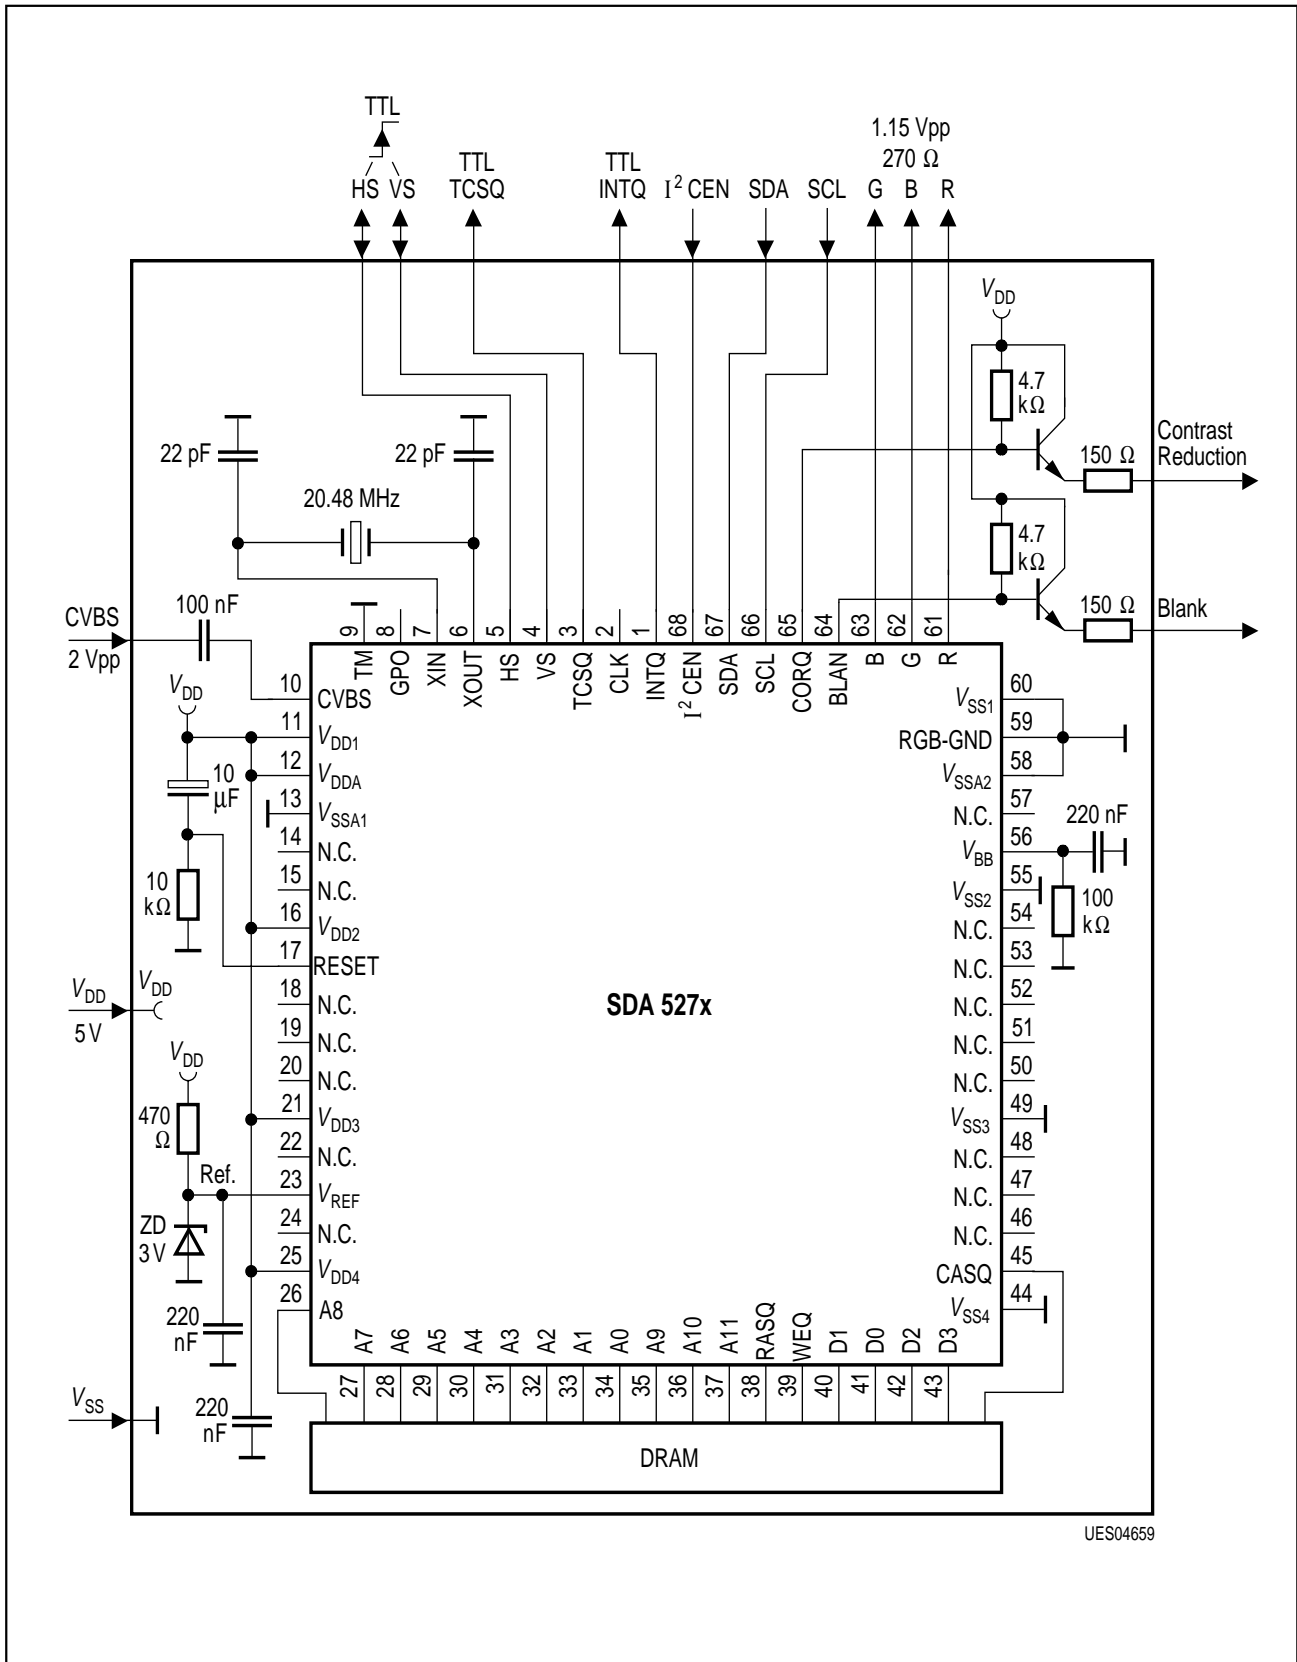 TTL
HS VS
TTL
TCSQ
TTL
INTQ
I² CEN
SDA
SCL
1.15 Vpp
270 Ω
G B R
VDD
4.7
kΩ
150 Ω
Contrast
Reduction
4.7
kΩ
150 Ω
Blank
22 pF
22 pF
20.48 MHz
CVBS
2 Vpp
100 nF
9 8 7 6 5 4 3 2 1 68 67 66 65 64 63 62 61
TM GPO XIN XOUT HS VS TCSQ CLK INTQ I² CEN SDA SCL CORQ BLAN B G R
VDD
10
µF
10
kΩ
VDD
5 V
VDD
VDD
470
Ω
Ref.
ZD
3 V
220
nF
220
nF
VSS
10 CVBS
11 VDD1
12 VDDA
13 VSSA1
14 N.C.
15 N.C.
16 VDD2
17 RESET
18 N.C.
19 N.C.
20 N.C.
21 VDD3
22 N.C.
23 VREF
24 N.C.
25 VDD4
26 A8
SDA 527x
VSS1 60
RGB-GND 59
VSSA2 58
N.C. 57
VBB 56
VSS2 55
N.C. 54
N.C. 53
N.C. 52
N.C. 51
N.C. 50
VSS3 49
N.C. 48
N.C. 47
N.C. 46
CASQ 45
VSS4 44
220 nF
100
kΩ
A7 A6 A5 A4 A3 A2 A1 A0 A9 A10 A11 RASQ WEQ D1 D0 D2 D3
27 28 29 30 31 32 33 34 35 36 37 38 39 40 41 42 43
DRAM
UES04659